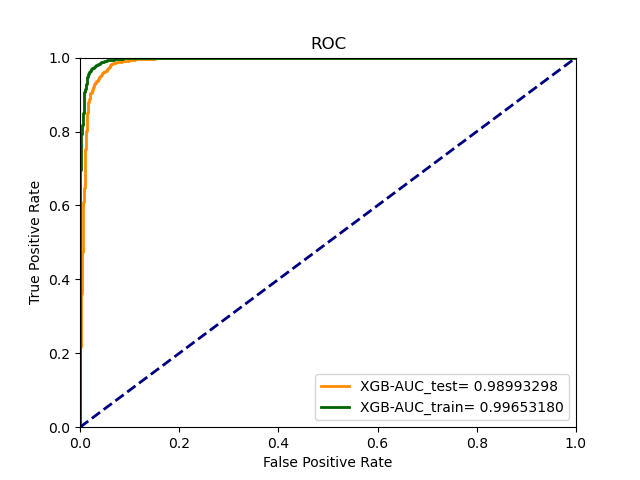 ROC
True Positive Rate
1.0
0.8
0.6
0.4
0.2
0.0
XGB-AUC_test= 0.98993298
XGB-AUC_train= 0.99653180
0.0 0.2 0.4 0.6 0.8 1.0
False Positive Rate